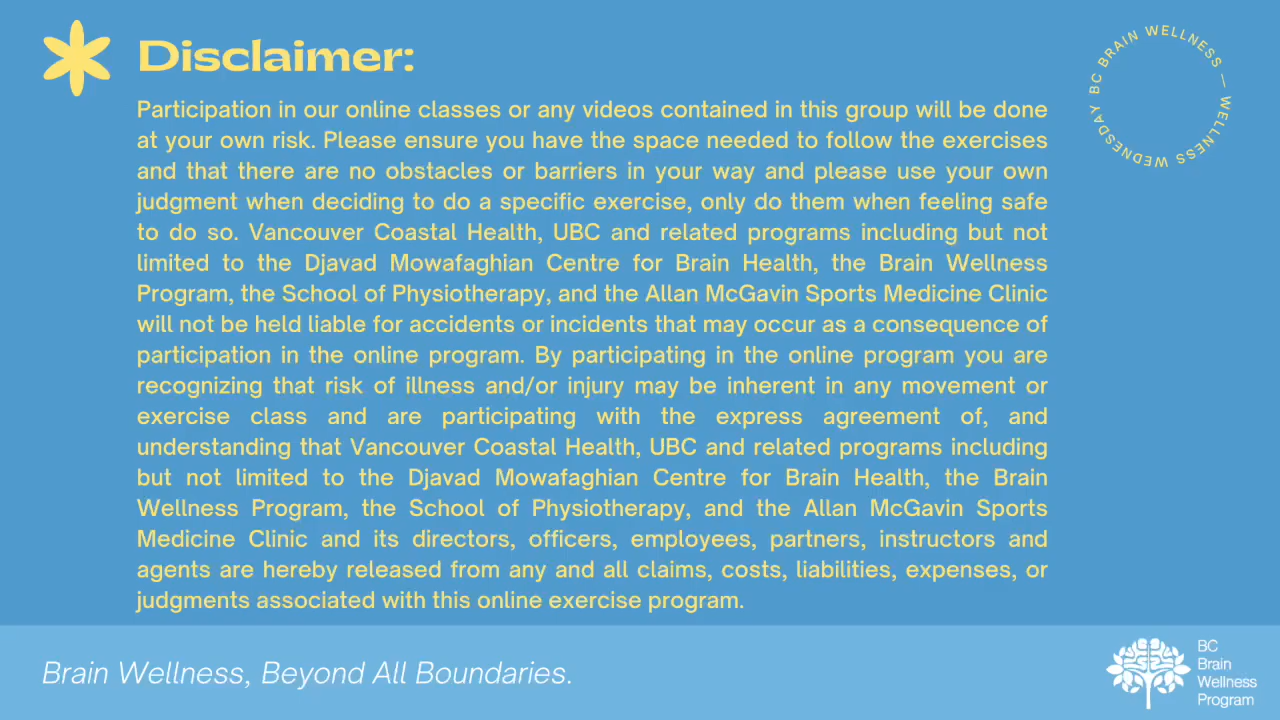 Disclaimer:
BC BRAIN WELLNESS — WELLNESS WEDNESDAY
Participation in our online classes or any videos contained in this group will be done
at your own risk. Please ensure you have the space needed to follow the exercises
and that there are no obstacles or barriers in your way and please use your own
judgment when deciding to do a specific exercise, only do them when feeling safe
to do so. Vancouver Coastal Health, UBC and related programs including but not
limited to the Djavad Mowafaghian Centre for Brain Health, the Brain Wellness
Program, the School of Physiotherapy, and the Allan McGavin Sports Medicine Clinic
will not be held liable for accidents or incidents that may occur as a consequence of
participation in the online program. By participating in the online program you are
recognizing that risk of illness and/or injury may be inherent in any movement or
exercise class and are participating with the express agreement of, and
understanding that Vancouver Coastal Health, UBC and related programs including
but not limited to the Djavad Mowafaghian Centre for Brain Health, the Brain
Wellness Program, the School of Physiotherapy, and the Allan McGavin Sports
Medicine Clinic and its directors, officers, employees, partners, instructors and
agents are hereby released from any and all claims, costs, liabilities, expenses, or
judgments associated with this online exercise program.
Brain Wellness, Beyond All Boundaries.
BC
Brain
Wellness
Program